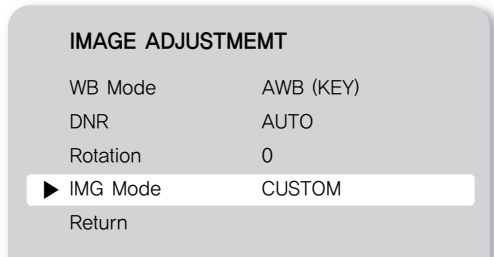 IMAGE ADJUSTMEMT
WB Mode AWB (KEY)
DNR AUTO
Rotation 0
IMG Mode CUSTOM
Return